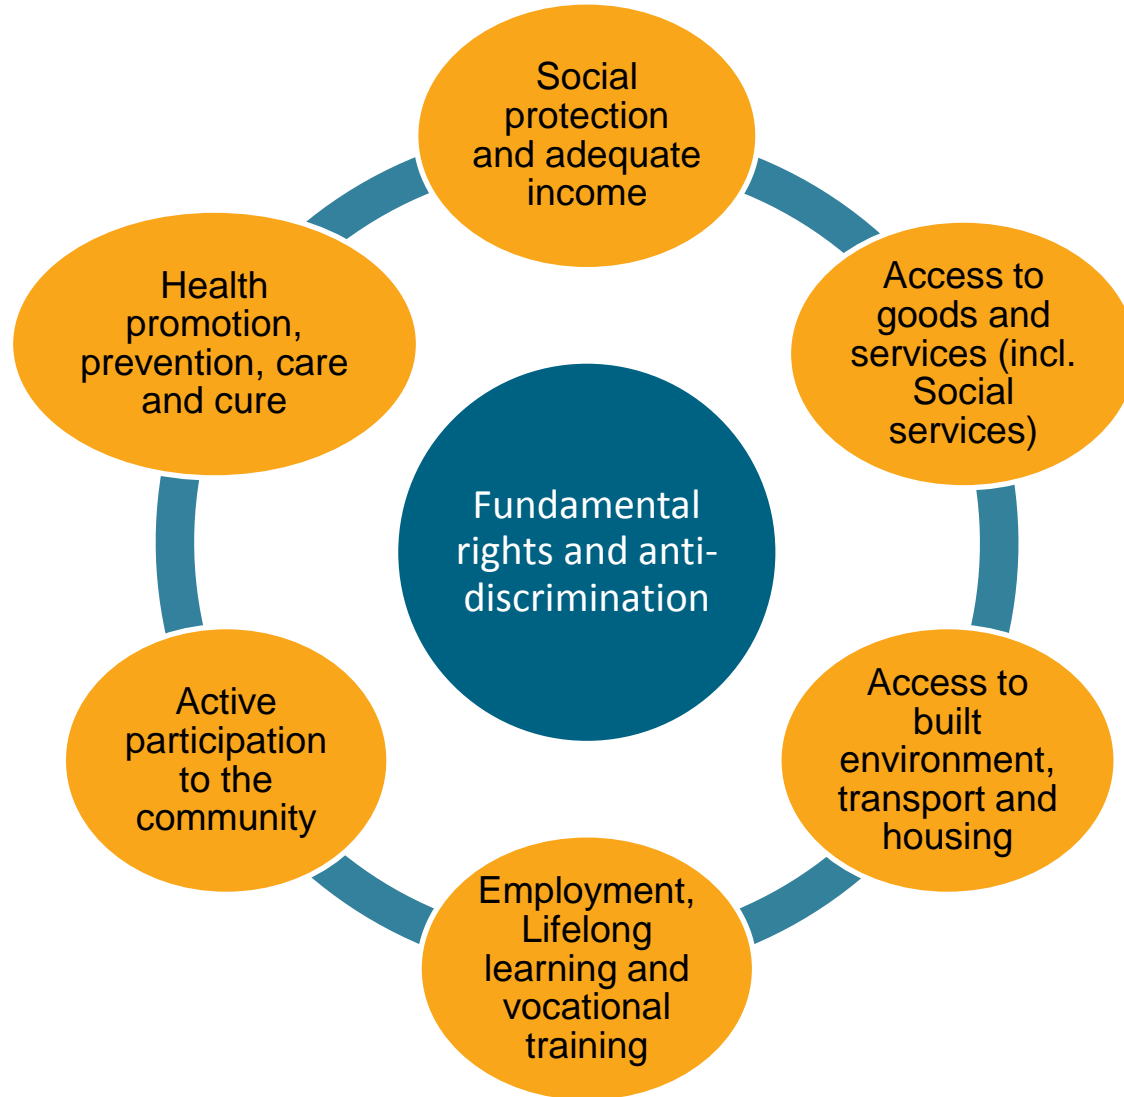 Social
protection
and adequate
income
Access to
goods and
services (incl.
Social
services)
Access to
built
environment,
transport and
housing
Employment,
Lifelong
learning and
vocational
training
Active
participation
to the
community
Health
promotion,
prevention, care
and cure
Fundamental
rights and anti-
discrimination